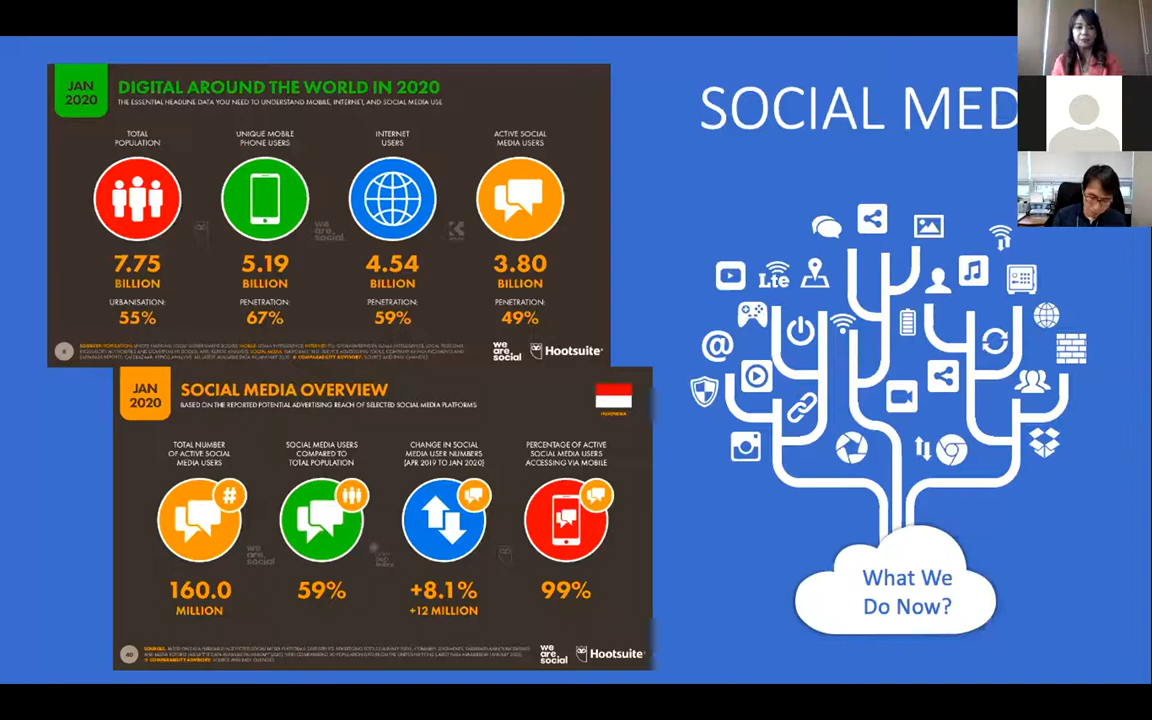 JAN
2020
DIGITAL AROUND THE WORLD IN 2020
THE ESSENTIAL HEADLINE DATA YOU NEED TO UNDERSTAND MOBILE, INTERNET, AND SOCIAL MEDIA USE
TOTAL
POPULATION
UNIQUE MOBILE
PHONE USERS
INTERNET
USERS
ACTIVE SOCIAL
MEDIA USERS
7.75
BILLION
5.19
BILLION
4.54
BILLION
3.80
BILLION
URBANISATION:
55%
PENETRATION:
67%
PENETRATION:
59%
PENETRATION:
49%
we
are.
social
Hootsuite
SOCIAL MED
JAN
2020
SOCIAL MEDIA OVERVIEW
BASED ON THE REPORTED POTENTIAL ADVERTISING REACH OF SELECTED SOCIAL MEDIA PLATFORMS
INDONESIA
TOTAL NUMBER
OF ACTIVE SOCIAL
MEDIA USERS
SOCIAL MEDIA USERS
COMPARED TO
TOTAL POPULATION
CHANGE IN SOCIAL
MEDIA USER NUMBERS
(APR 2019 TO JAN 2020)
PERCENTAGE OF ACTIVE
SOCIAL MEDIA USERS
ACCESSING VIA MOBILE
#
160.0
MILLION
59%
+8.1%
+12 MILLION
99%
40
we
are.
social
Hootsuite
Lte
@
What We
Do Now?